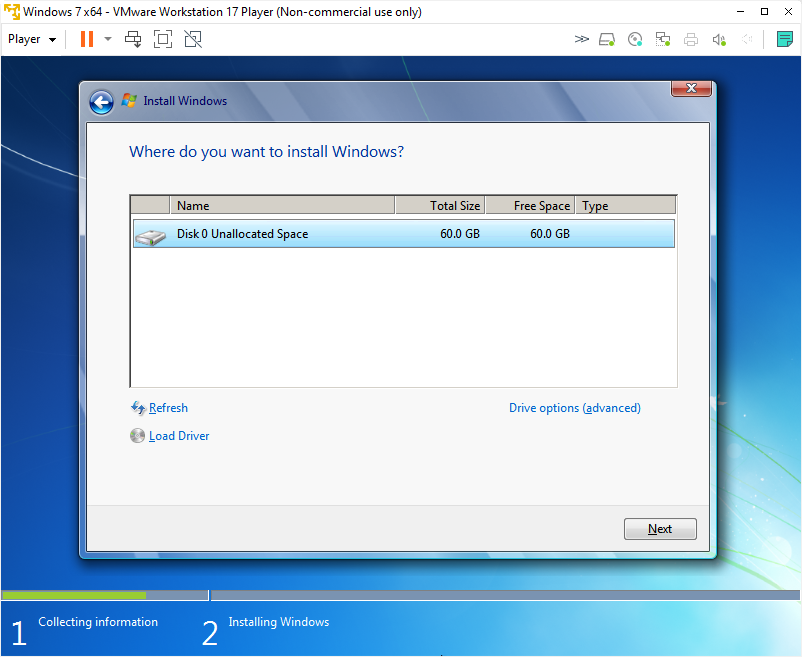 Windows 7 x64 - VMware Workstation 17 Player (Non-commercial use only)
Player
Install Windows
Where do you want to install Windows?
Name Total Size Free Space Type
Disk 0 Unallocated Space 60.0 GB 60.0 GB
Refresh Drive options (advanced)
Load Driver
Next
1 Collecting information 2 Installing Windows